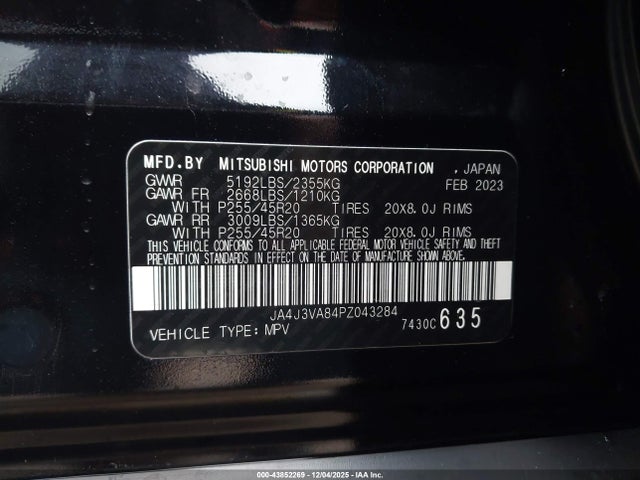 MFD.BY MITSUBISHI MOTORS CORPORATION , JAPAN
GVWR 5192LBS/2355KG FEB 2023
GAWR FR 2668LBS/1210KG
WITH P255/45R20 TIRES 20X8.0J RIMS
GAWR RR 3009LBS/1365KG
WITH P255/45R20 TIRES 20X8.0J RIMS
THIS VEHICLE CONFORMS TO ALL APPLICABLE FEDERAL MOTOR VEHICLE SAFETY AND THEFT
PREVENTION STANDARDS IN EFFECT ON THE DATE OF MANUFACTURE SHOWN ABOVE.
JA4J3VA84PZ043284
VEHICLE TYPE: MPV 7430C 635
000-43852269 - 12/04/2025 - IAAI.COM